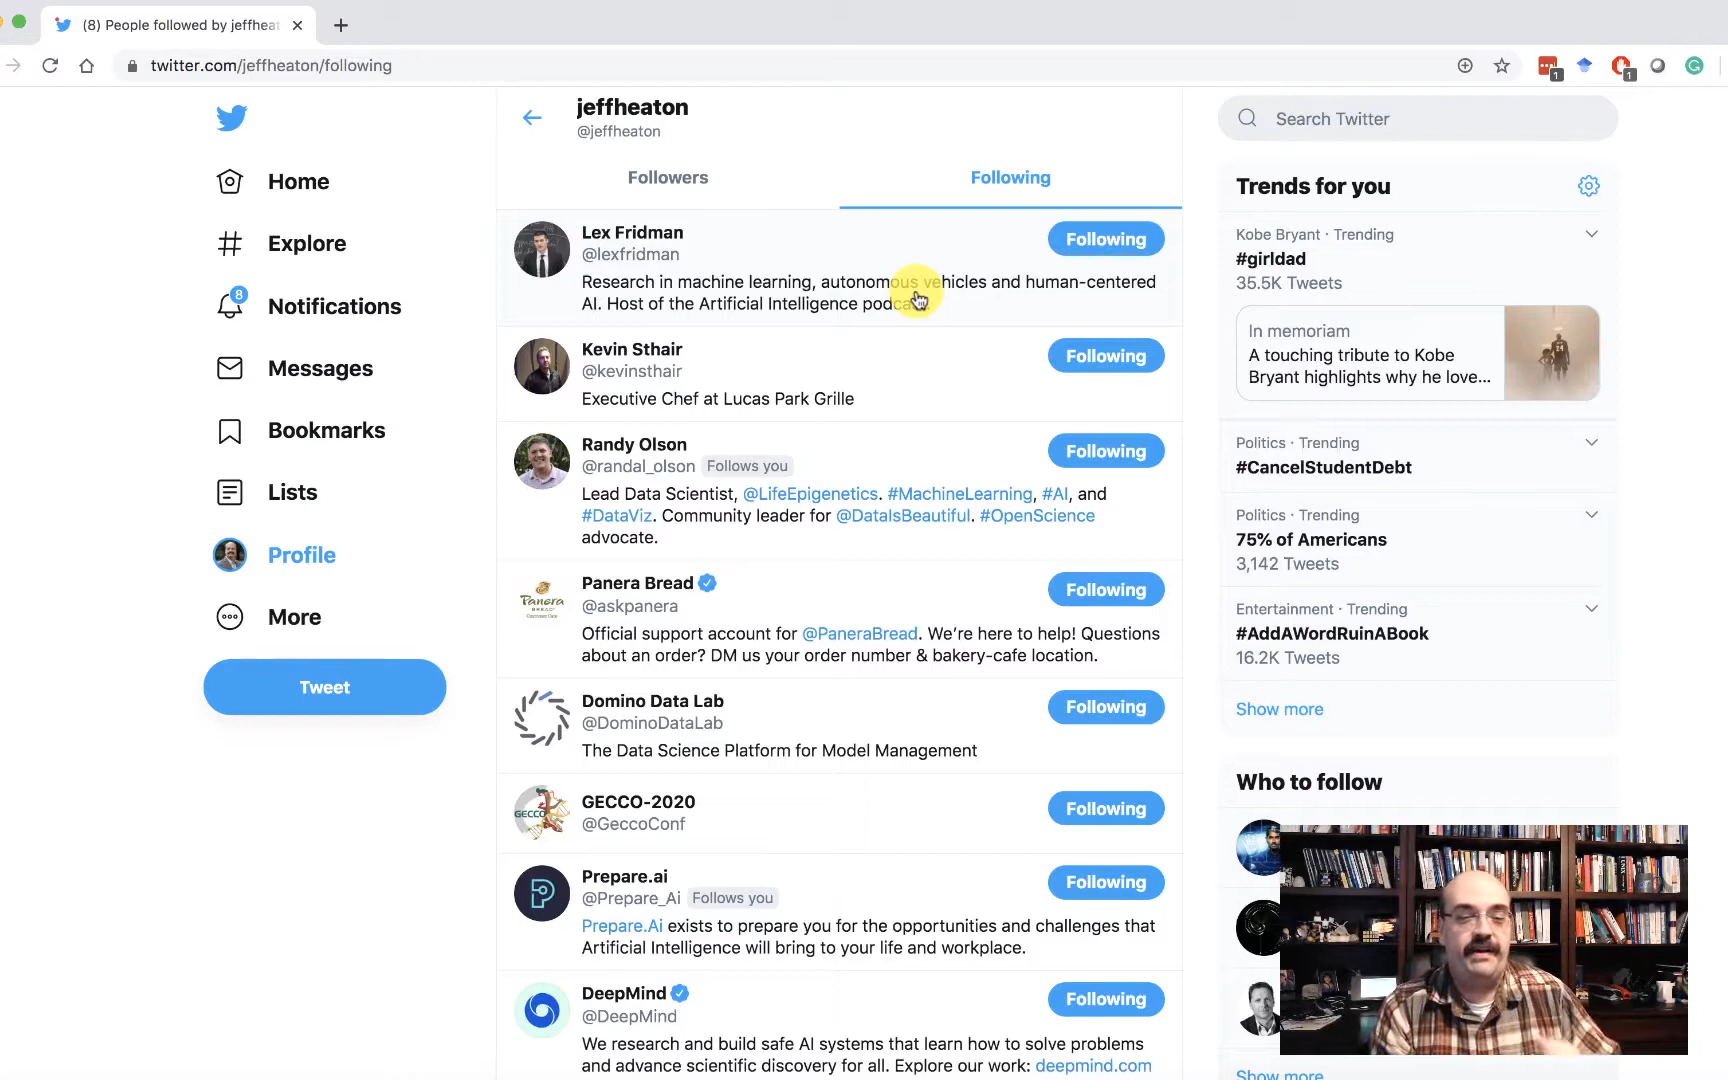 (8) People followed by jeffheat
twitter.com/jeffheaton/following
1
1
Home
Explore
8
Notifications
Messages
Bookmarks
Lists
Profile
More
Tweet
jeffheaton
@jeffheaton
Followers
Following
Lex Fridman
@lexfridman
Following
Research in machine learning, autonomous vehicles and human-centered
AI. Host of the Artificial Intelligence
Kevin Sthair
@kevinsthair
Following
Executive Chef at Lucas Park Grille
Randy Olson
@randal_olson Follows you
Following
Lead Data Scientist, @LifeEpigenetics. #MachineLearning, #AI, and
#DataViz. Community leader for @DataIsBeautiful. #OpenScience
advocate.
Panera Bread
@askpanera
Following
Official support account for @PaneraBread. We're here to help! Questions
about an order? DM us your order number & bakery-cafe location.
Panera
BREAD
Domino Data Lab
@DominoDataLab
Following
The Data Science Platform for Model Management
GECCO-2020
@GeccoConf
Following
GECCO
Prepare.ai
@Prepare_Ai Follows you
Following
Prepare.Ai exists to prepare you for the opportunities and challenges that
Artificial Intelligence will bring to your life and workplace.
DeepMind
@DeepMind
Following
We research and build safe AI systems that learn how to solve problems
and advance scientific discovery for all. Explore our work: deepmind.com
Search Twitter
Trends for you
Kobe Bryant · Trending
#girldad
35.5K Tweets
In memoriam
A touching tribute to Kobe
Bryant highlights why he love...
Politics · Trending
#CancelStudentDebt
Politics · Trending
75% of Americans
3,142 Tweets
Entertainment · Trending
#AddAWordRuinABook
16.2K Tweets
Show more
Who to follow
Show more